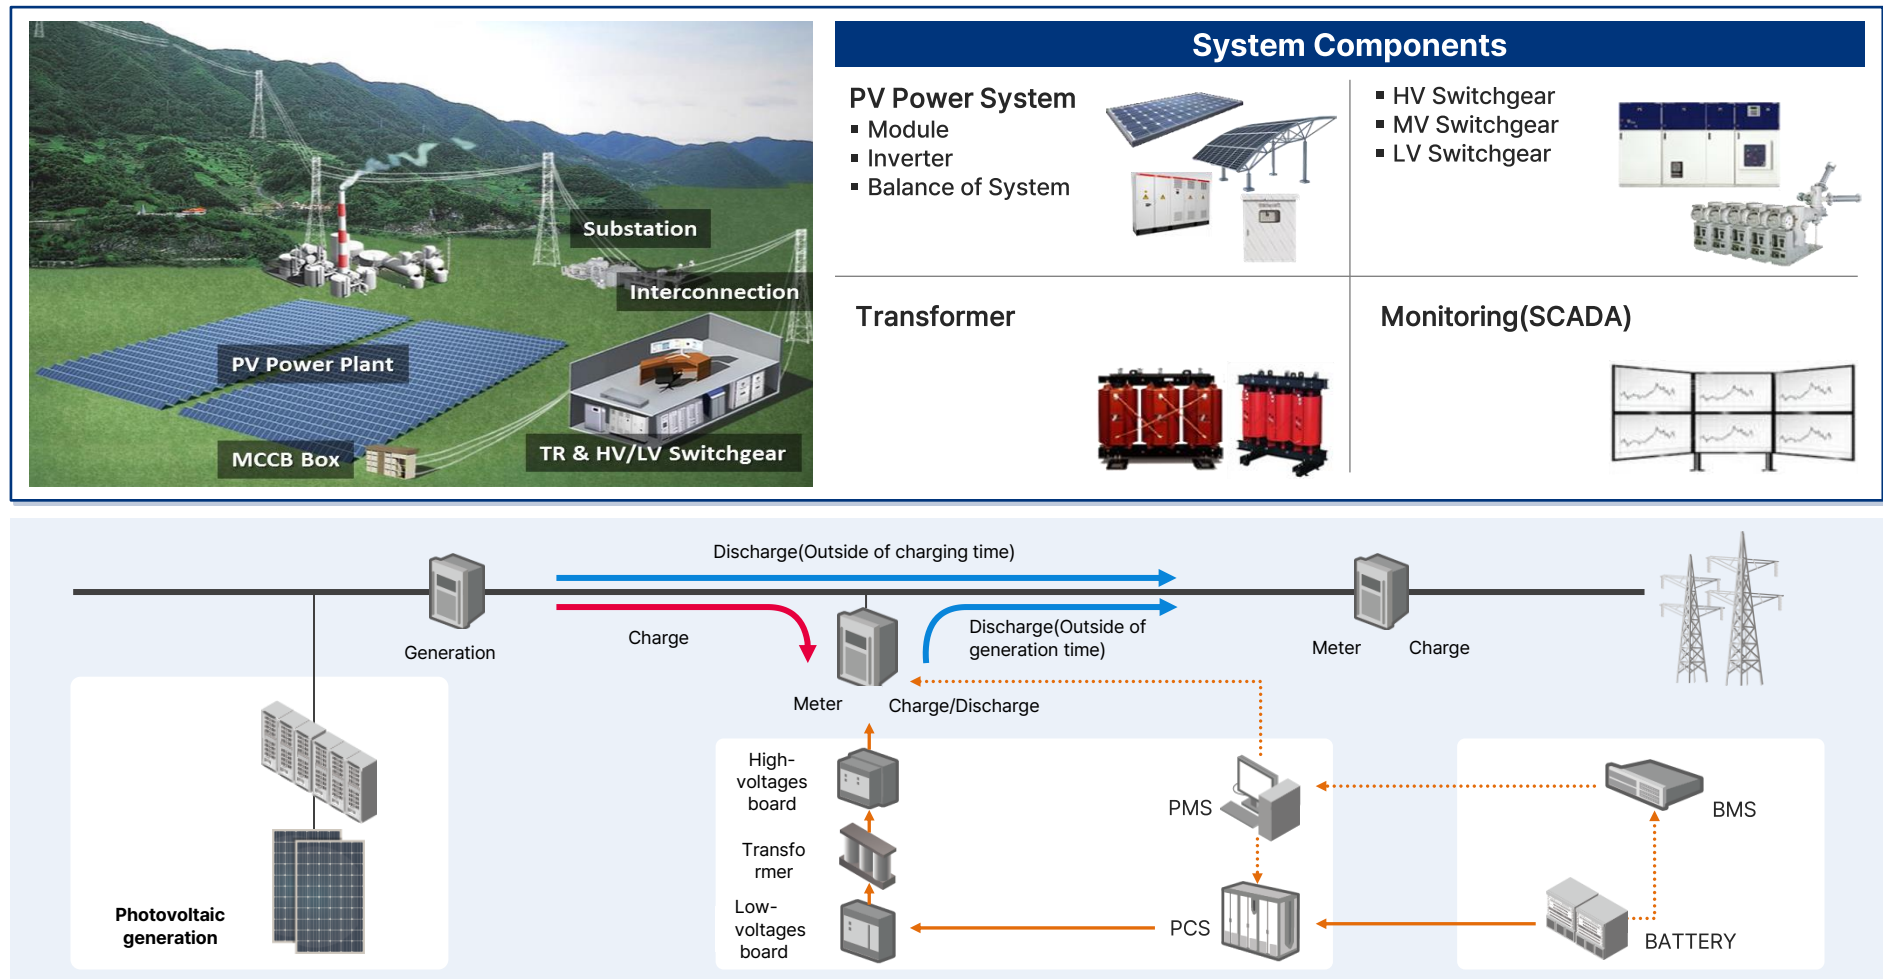 Substation
Interconnection
PV Power Plant
MCCB Box
TR & HV/LV Switchgear
System Components
PV Power System
▪ Module
▪ Inverter
▪ Balance of System
▪ HV Switchgear
▪ MV Switchgear
▪ LV Switchgear
Transformer
Monitoring(SCADA)
Discharge(Outside of charging time)
Generation
Charge
Discharge(Outside of
generation time)
Meter
Charge
Meter
Charge/Discharge
High-
voltages
board
Transfo
rmer
Low-
voltages
board
PMS
PCS
BMS
BATTERY
Photovoltaic
generation